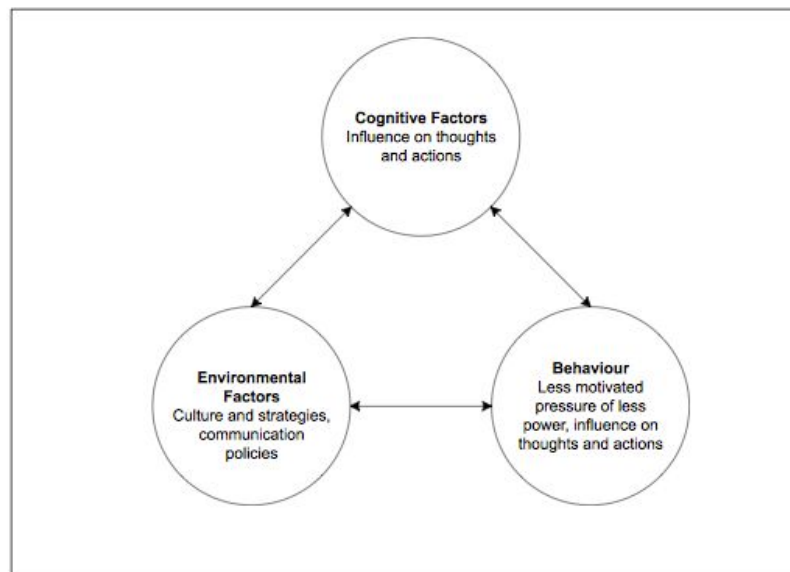 Cognitive Factors
Influence on thoughts
and actions
Environmental
Factors
Culture and strategies,
communication
policies
Behaviour
Less motivated
pressure of less
power, influence on
thoughts and actions